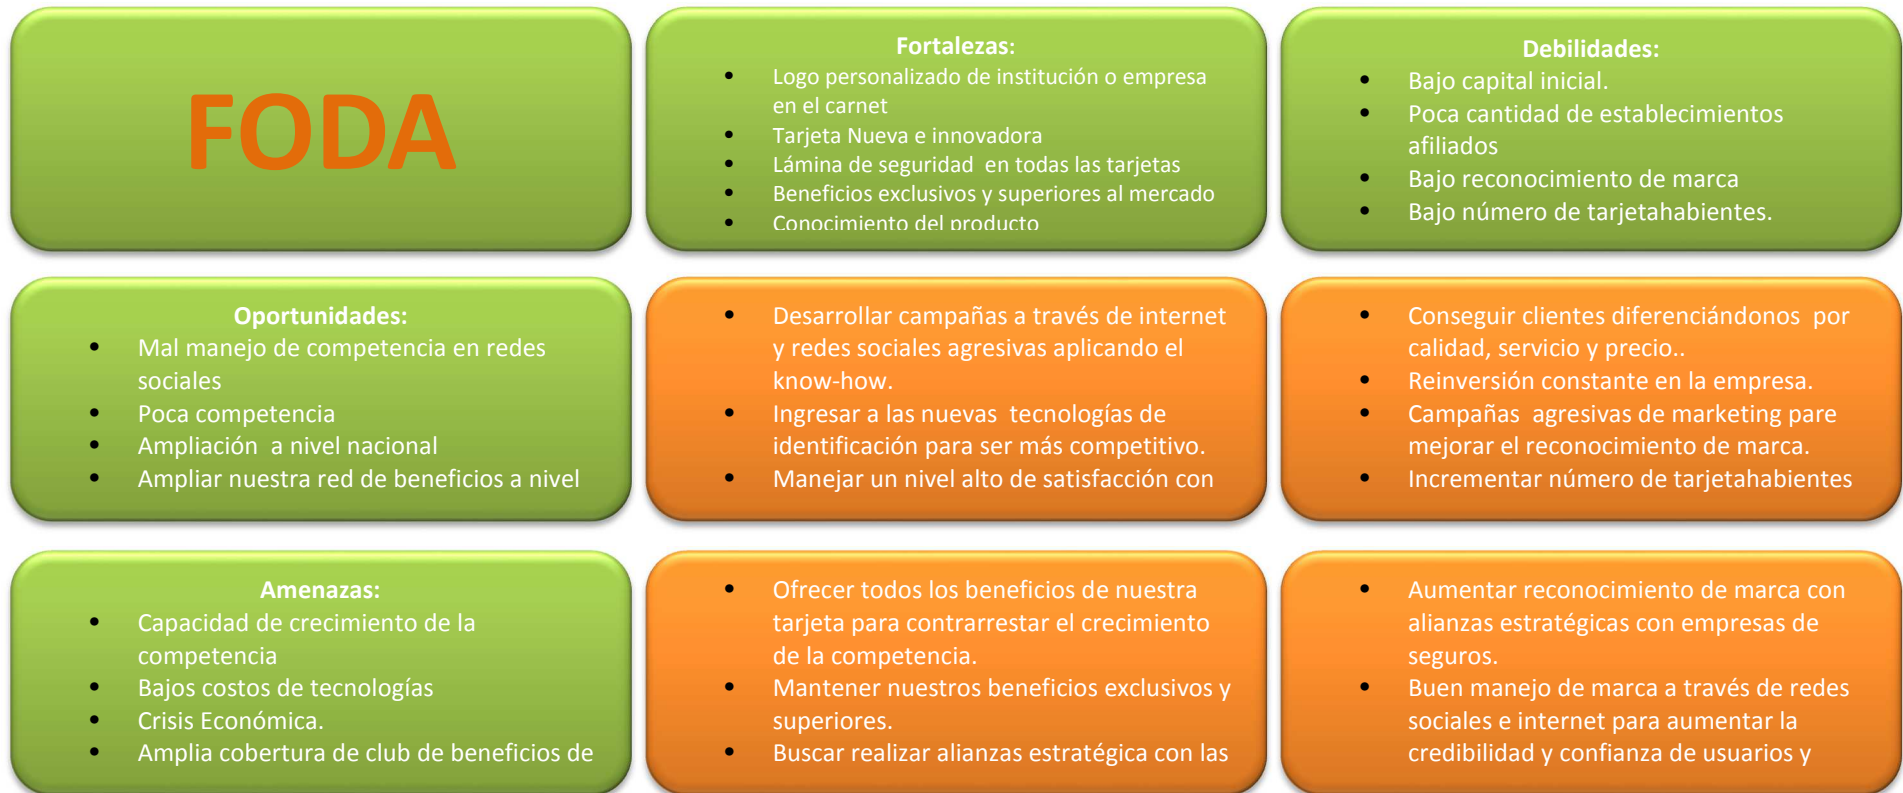 FODA
Fortalezas:
• Logo personalizado de institución o empresa
en el carnet
• Tarjeta Nueva e innovadora
• Lámina de seguridad en todas las tarjetas
• Beneficios exclusivos y superiores al mercado
• Conocimiento del producto
Debilidades:
• Bajo capital inicial.
• Poca cantidad de establecimientos
afiliados
• Bajo reconocimiento de marca
• Bajo número de tarjetahabientes.
Oportunidades:
• Mal manejo de competencia en redes
sociales
• Poca competencia
• Ampliación a nivel nacional
• Ampliar nuestra red de beneficios a nivel
• Desarrollar campañas a través de internet
y redes sociales agresivas aplicando el
know-how.
• Ingresar a las nuevas tecnologías de
identificación para ser más competitivo.
• Manejar un nivel alto de satisfacción con
• Conseguir clientes diferenciándonos por
calidad, servicio y precio..
• Reinversión constante en la empresa.
• Campañas agresivas de marketing pare
mejorar el reconocimiento de marca.
• Incrementar número de tarjetahabientes
Amenazas:
• Capacidad de crecimiento de la
competencia
• Bajos costos de tecnologías
• Crisis Económica.
• Amplia cobertura de club de beneficios de
• Ofrecer todos los beneficios de nuestra
tarjeta para contrarrestar el crecimiento
de la competencia.
• Mantener nuestros beneficios exclusivos y
superiores.
• Buscar realizar alianzas estratégica con las
• Aumentar reconocimiento de marca con
alianzas estratégicas con empresas de
seguros.
• Buen manejo de marca a través de redes
sociales e internet para aumentar la
credibilidad y confianza de usuarios y